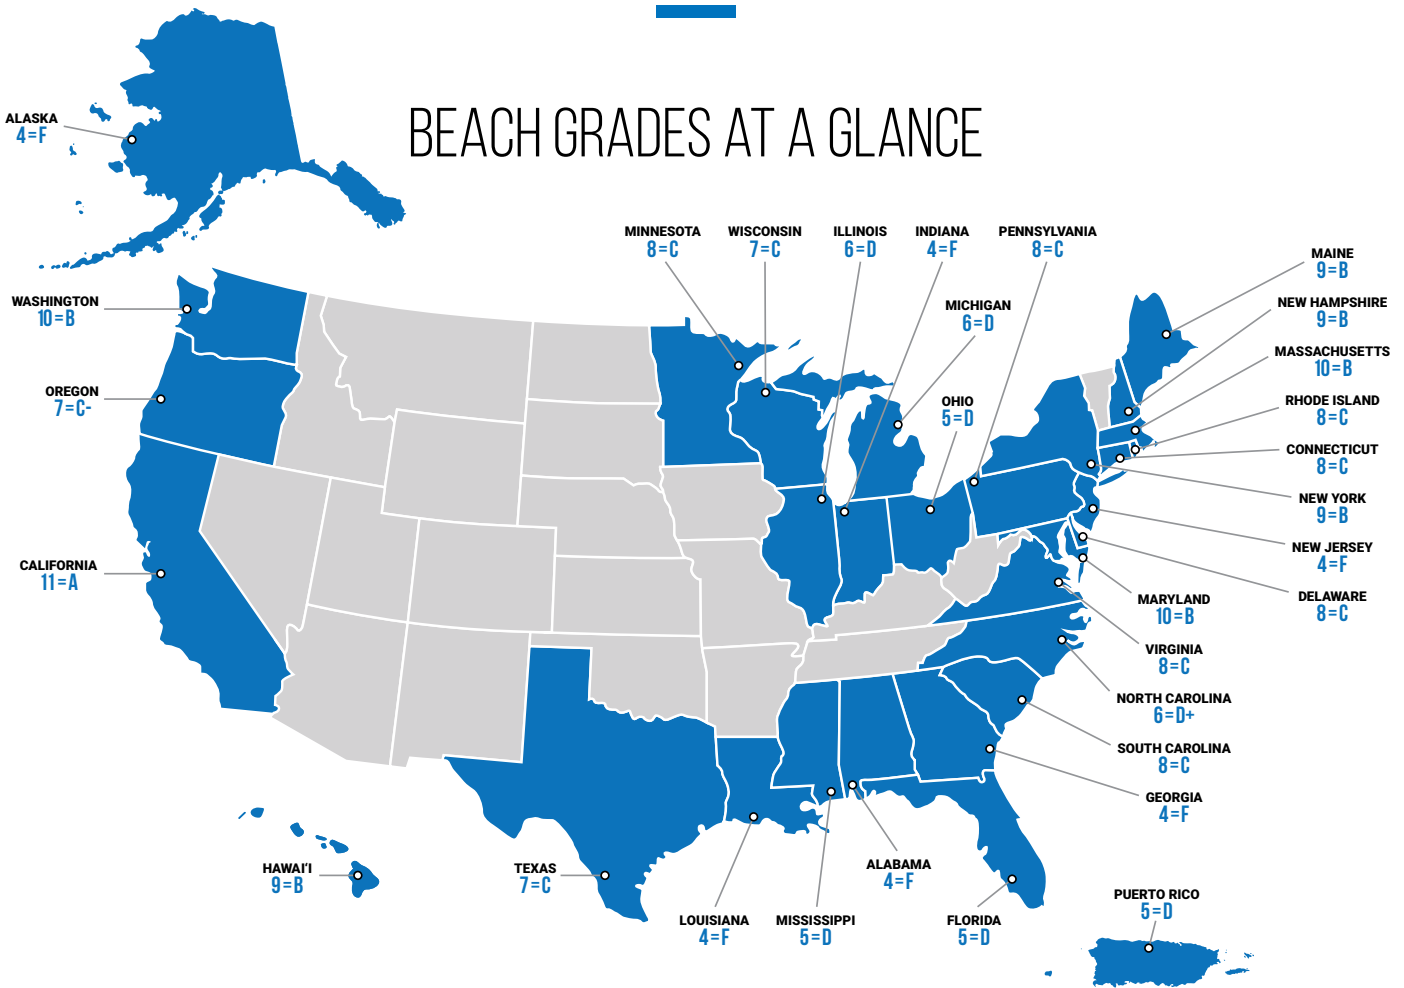 BEACH GRADES AT A GLANCE
ALASKA
4=F
MINNESOTA
8=C
WISCONSIN
7=C
ILLINOIS
6=D
INDIANA
4=F
PENNSYLVANIA
8=C
MAINE
9=B
WASHINGTON
10=B
MICHIGAN
6=D
NEW HAMPSHIRE
9=B
MASSACHUSETTS
10=B
OREGON
7=C-
OHIO
5=D
RHODE ISLAND
8=C
CONNECTICUT
8=C
NEW YORK
9=B
NEW JERSEY
4=F
CALIFORNIA
11=A
DELAWARE
8=C
MARYLAND
10=B
VIRGINIA
8=C
NORTH CAROLINA
6=D+
SOUTH CAROLINA
8=C
GEORGIA
4=F
HAWAI'I
9=B
TEXAS
7=C
ALABAMA
4=F
LOUISIANA
4=F
MISSISSIPPI
5=D
FLORIDA
5=D
PUERTO RICO
5=D